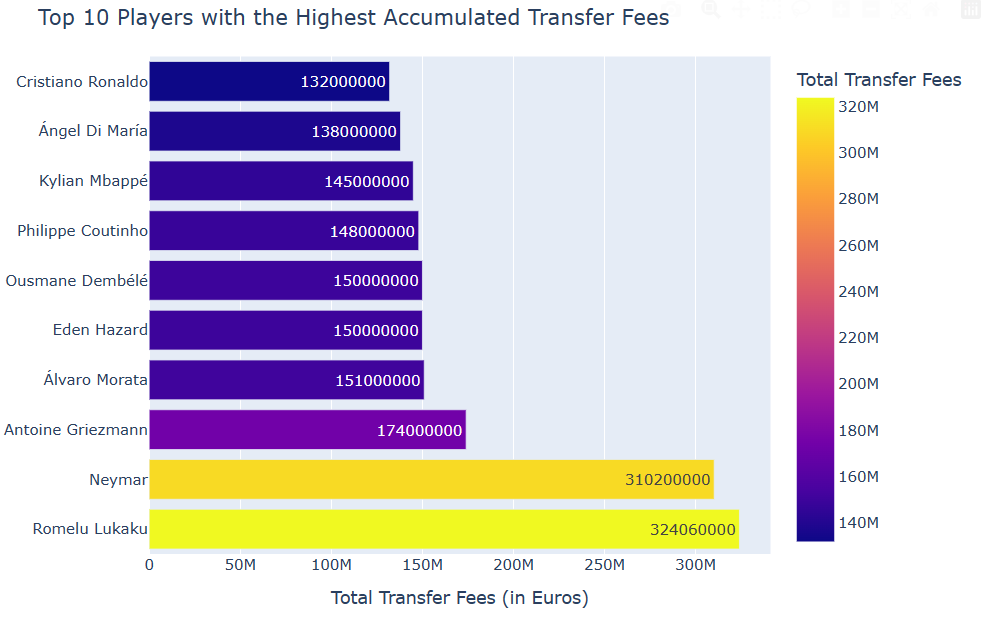 Top 10 Players with the Highest Accumulated Transfer Fees
Cristiano Ronaldo 132000000
Ángel Di María 138000000
Kylian Mbappé 145000000
Philippe Coutinho 148000000
Ousmane Dembélé 150000000
Eden Hazard 150000000
Álvaro Morata 151000000
Antoine Griezmann 174000000
Neymar 310200000
Romelu Lukaku 324060000
0 50M 100M 150M 200M 250M 300M
Total Transfer Fees (in Euros)
Total Transfer Fees
320M
300M
280M
260M
240M
220M
200M
180M
160M
140M